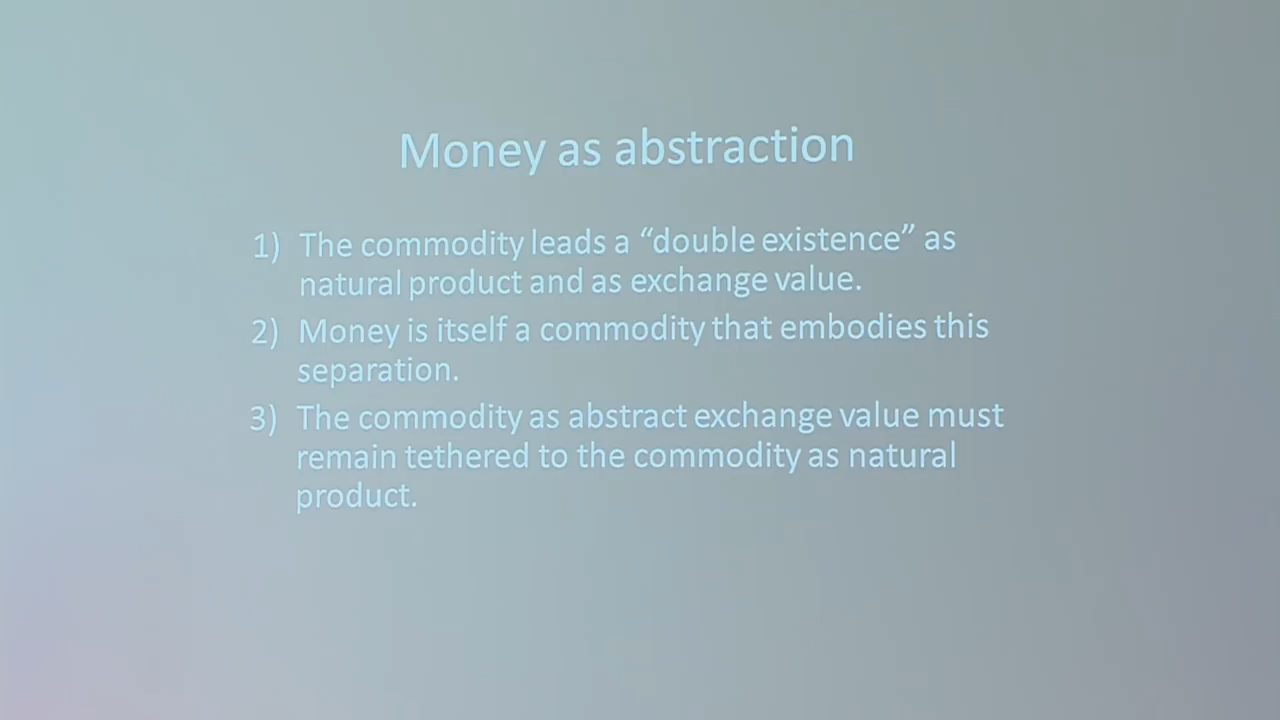 Money as abstraction
1) The commodity leads a “double existence” as
natural product and as exchange value.
2) Money is itself a commodity that embodies this
separation.
3) The commodity as abstract exchange value must
remain tethered to the commodity as natural
product.